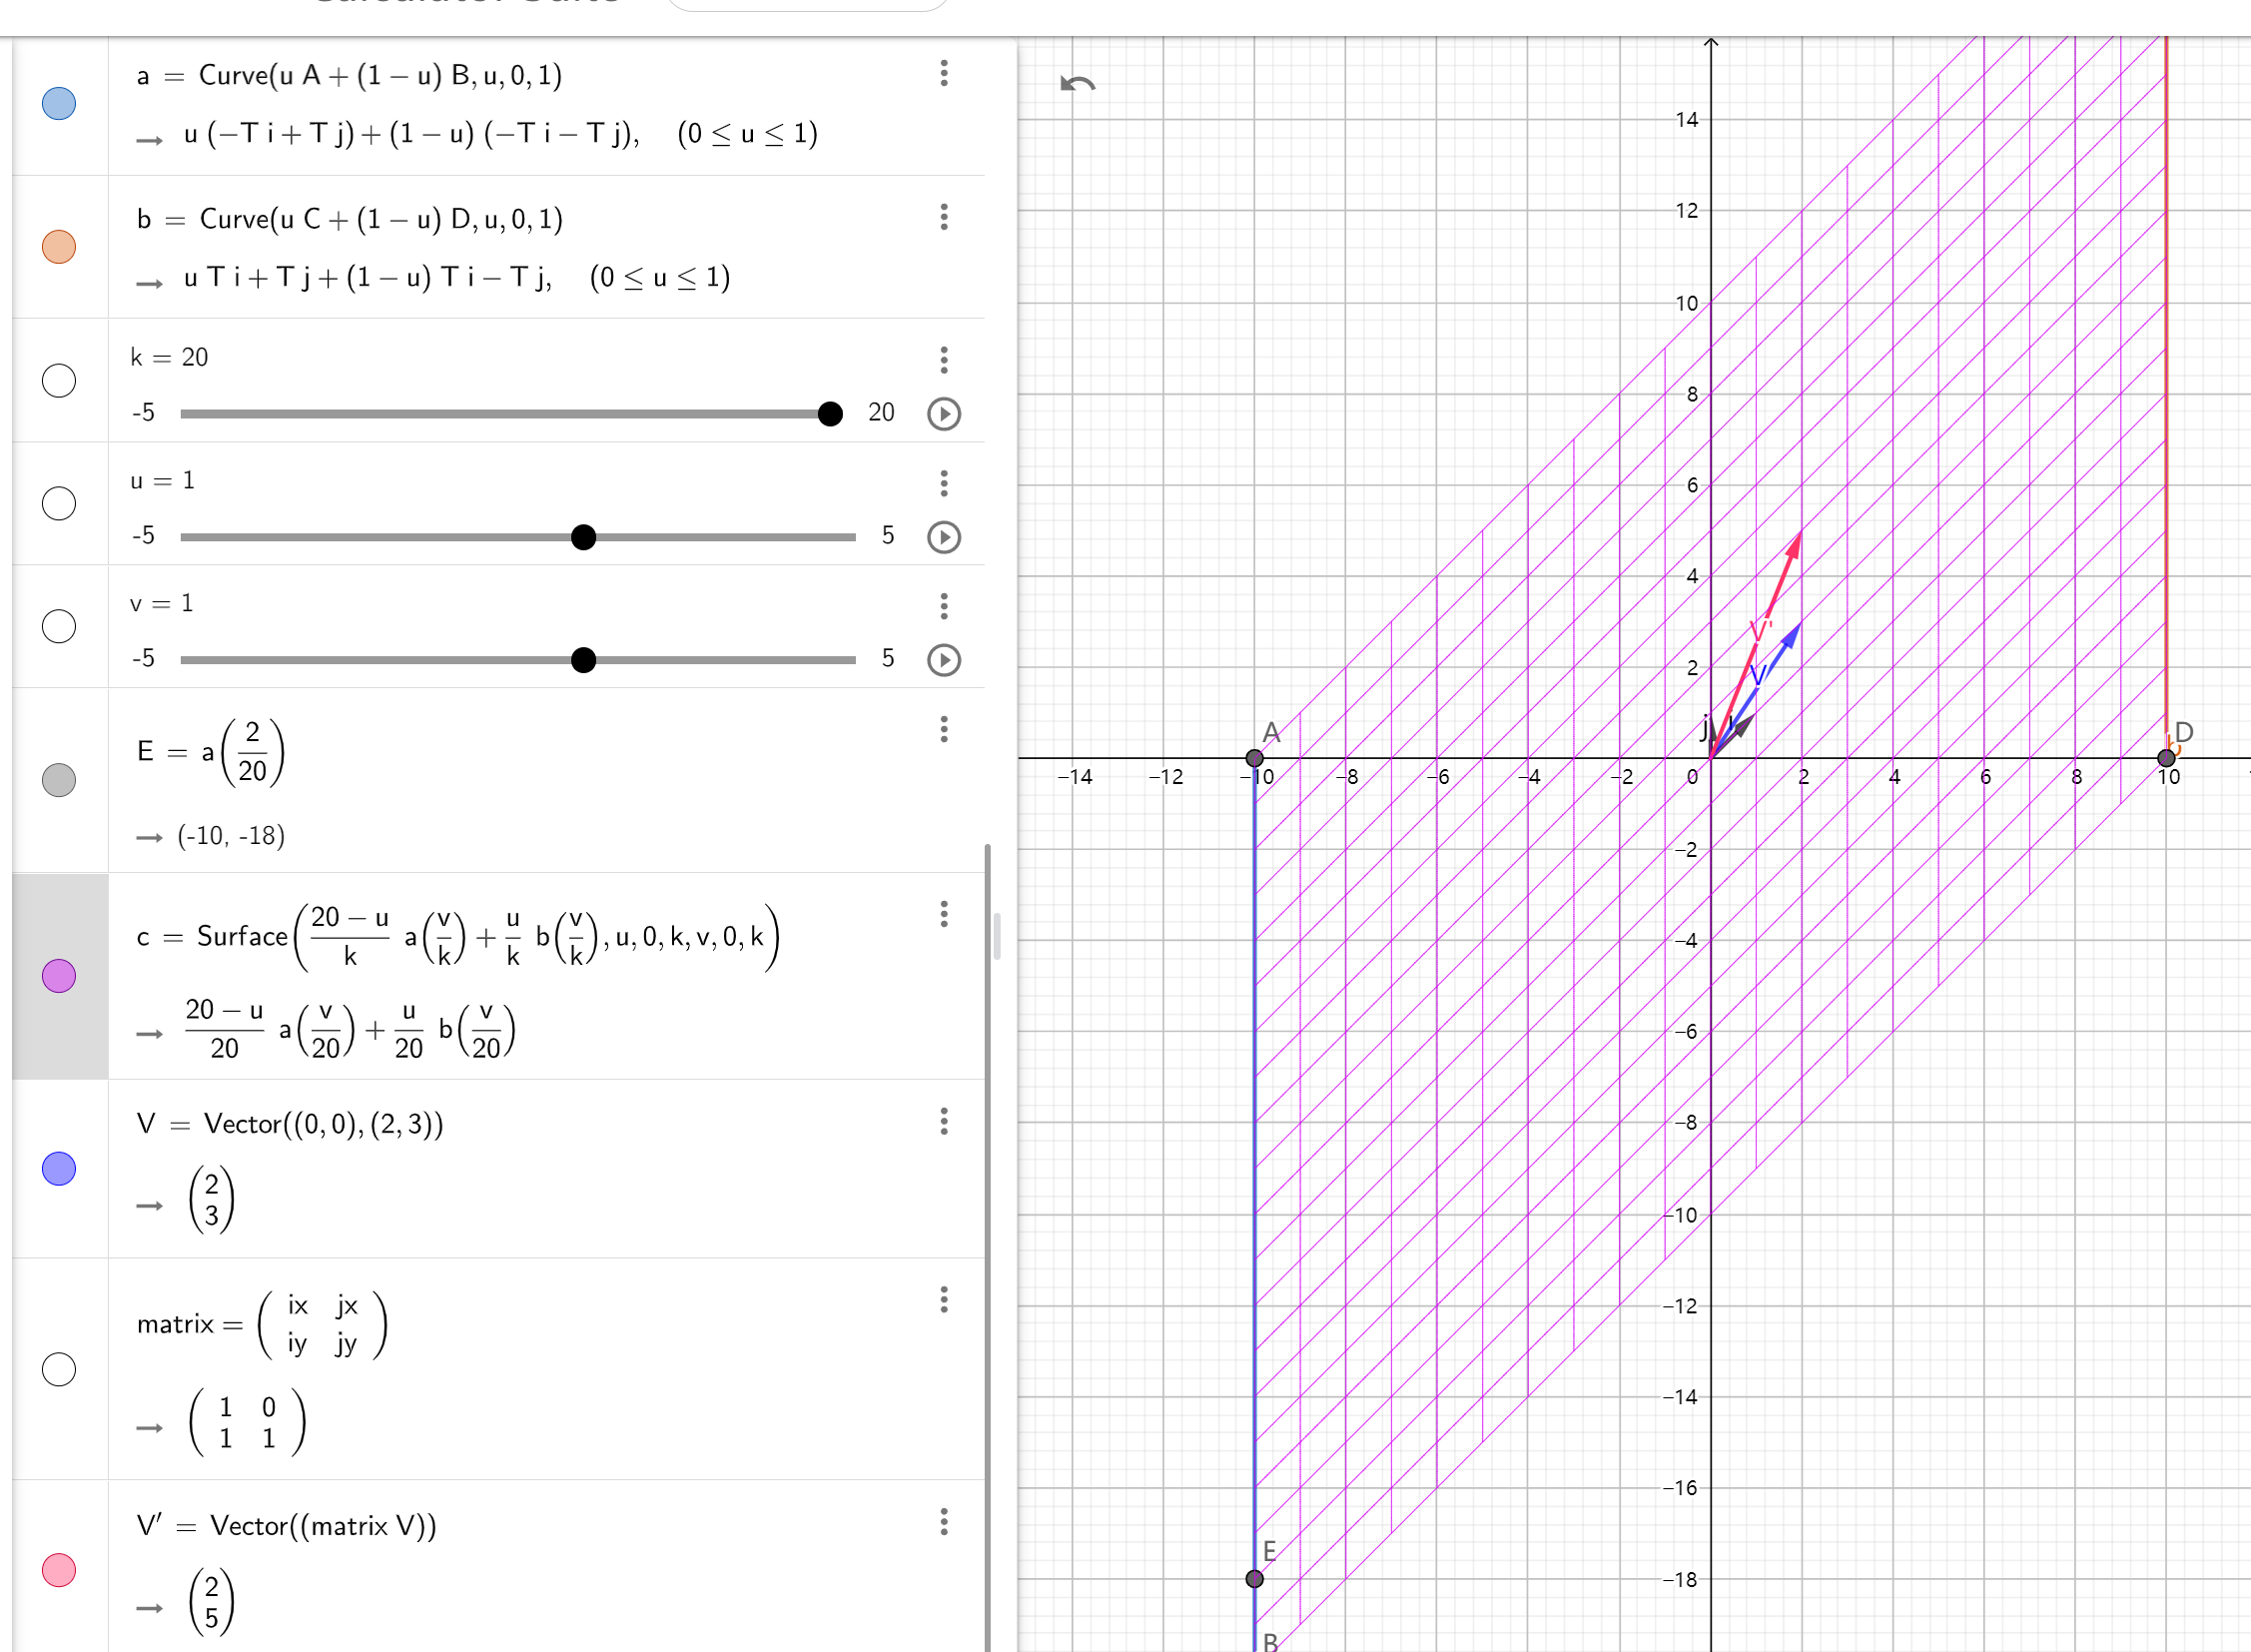 Calculator Suite
a = Curve(u A + (1 − u) B, u, 0, 1)
→ u (−T i + T j) + (1 − u) (−T i − T j), (0 ≤ u ≤ 1)
b = Curve(u C + (1 − u) D, u, 0, 1)
→ u T i + T j + (1 − u) T i − T j, (0 ≤ u ≤ 1)
k = 20
-5 20
u = 1
-5 5
v = 1
-5 5
E = a(2/20)
→ (-10, -18)
c = Surface((20 − u)/k a(v/k) + u/k b(v/k), u, 0, k, v, 0, k)
→ (20 − u)/20 a(v/20) + u/20 b(v/20)
V = Vector((0, 0), (2, 3))
→ (2
3)
matrix = (ix jx
iy jy)
→ (1 0
1 1)
V′ = Vector((matrix V))
→ (2
5)
14
12
10
8
6
4
2
V'
V
j
A
D
b
−14 −12 −10 −8 −6 −4 −2 0 2 4 6 8 10
−2
−4
−6
−8
−10
−12
−14
−16
E
−18
B